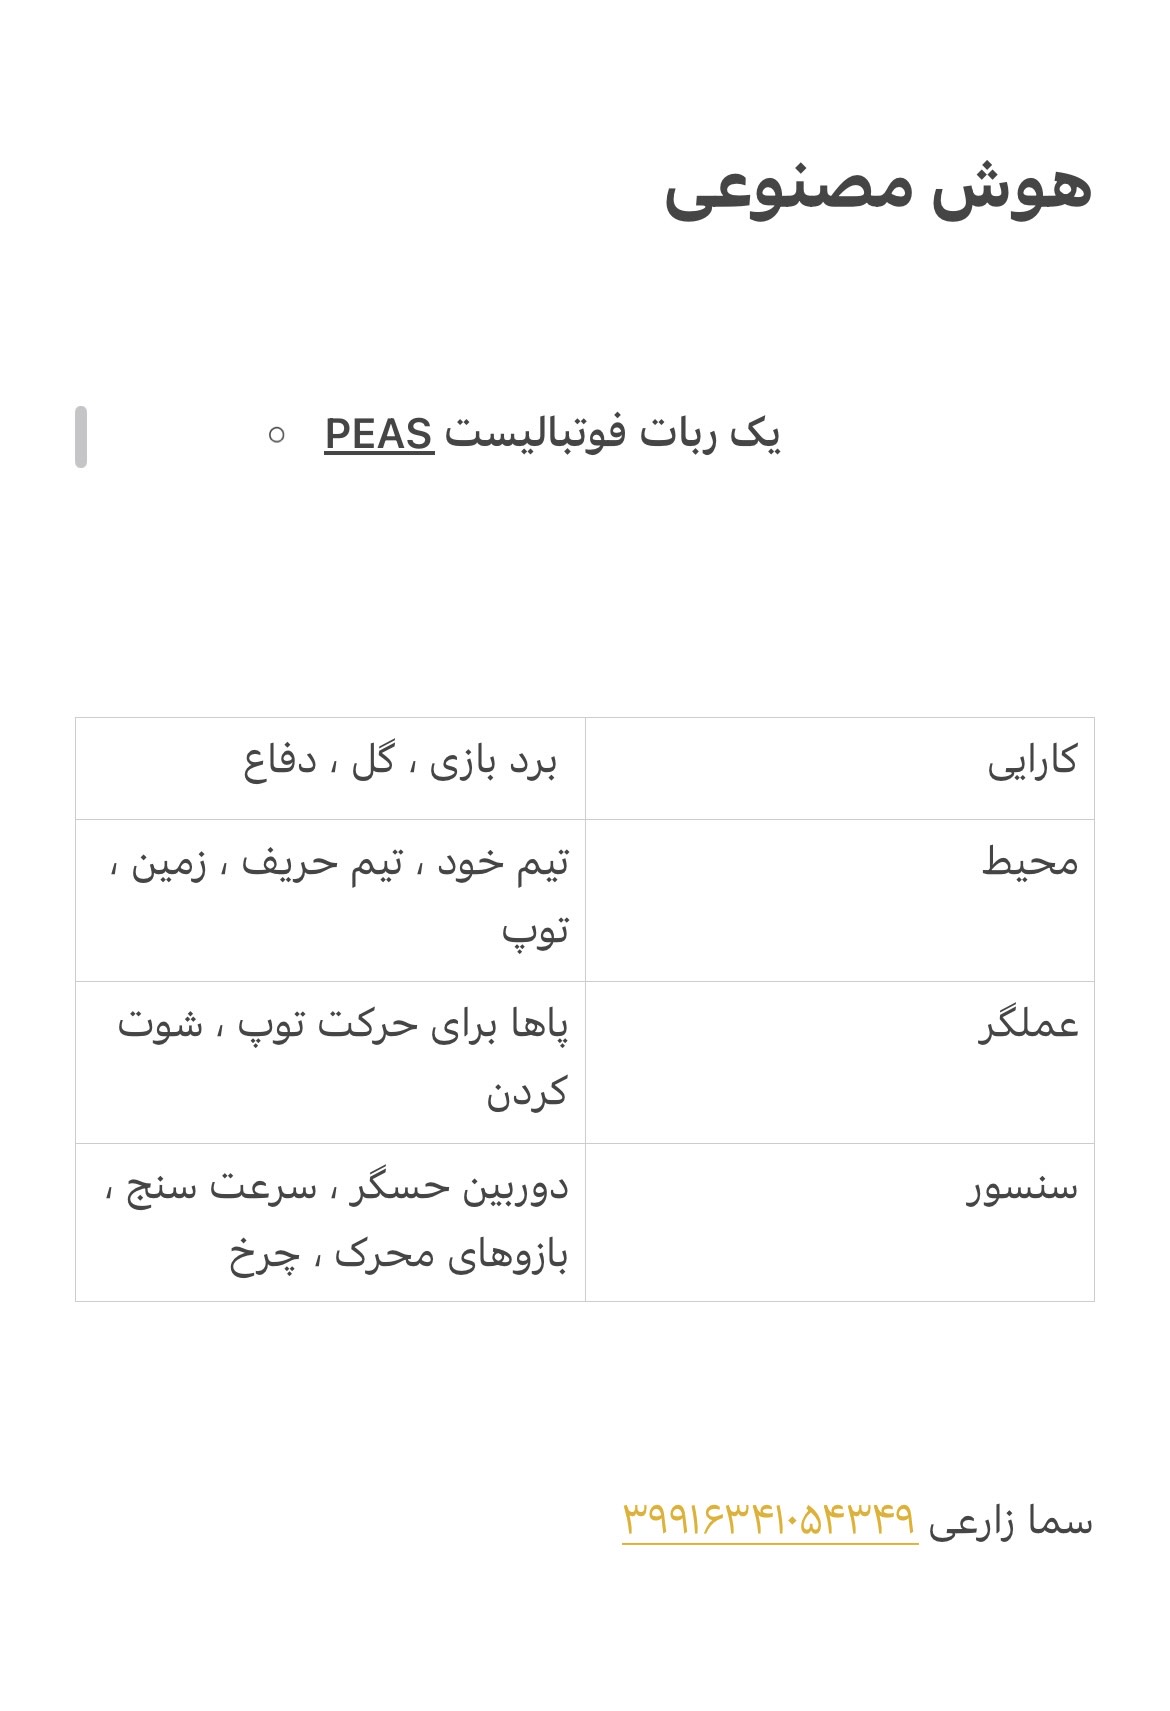 هوش مصنوعی
○ PEAS یک ربات فوتبالیست
کارایی
برد بازی ، گل ، دفاع
محیط
تیم خود ، تیم حریف ، زمین ،
توپ
عملگر
پاها برای حرکت توپ ، شوت
کردن
سنسور
دوربین حسگر ، سرعت سنج ،
بازوهای محرک ، چرخ
سما زارعی ۳۹۹۱۶۳۴۱۰۵۴۳۴۹